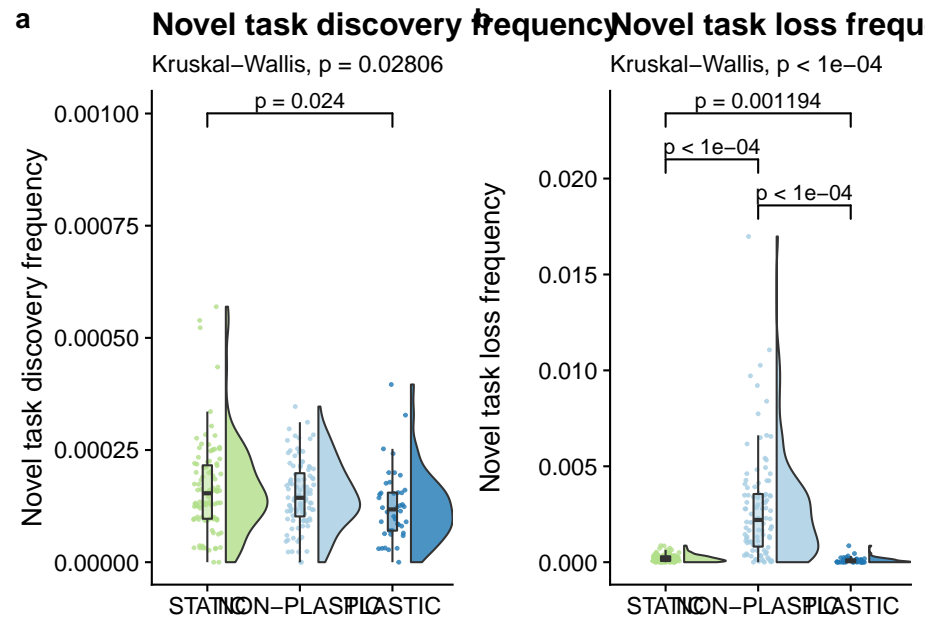 a
Novel task discovery frequency
Kruskal−Wallis, p = 0.02806
p = 0.024
Novel task discovery frequency
0.00100
0.00075
0.00050
0.00025
0.00000
STATIC
NON−PLASTIC
PLASTIC
b
Novel task loss frequ
Kruskal−Wallis, p < 1e−04
p = 0.001194
p < 1e−04
p < 1e−04
Novel task loss frequency
0.020
0.015
0.010
0.005
0.000
STATIC
NON−PLASTIC
PLASTIC